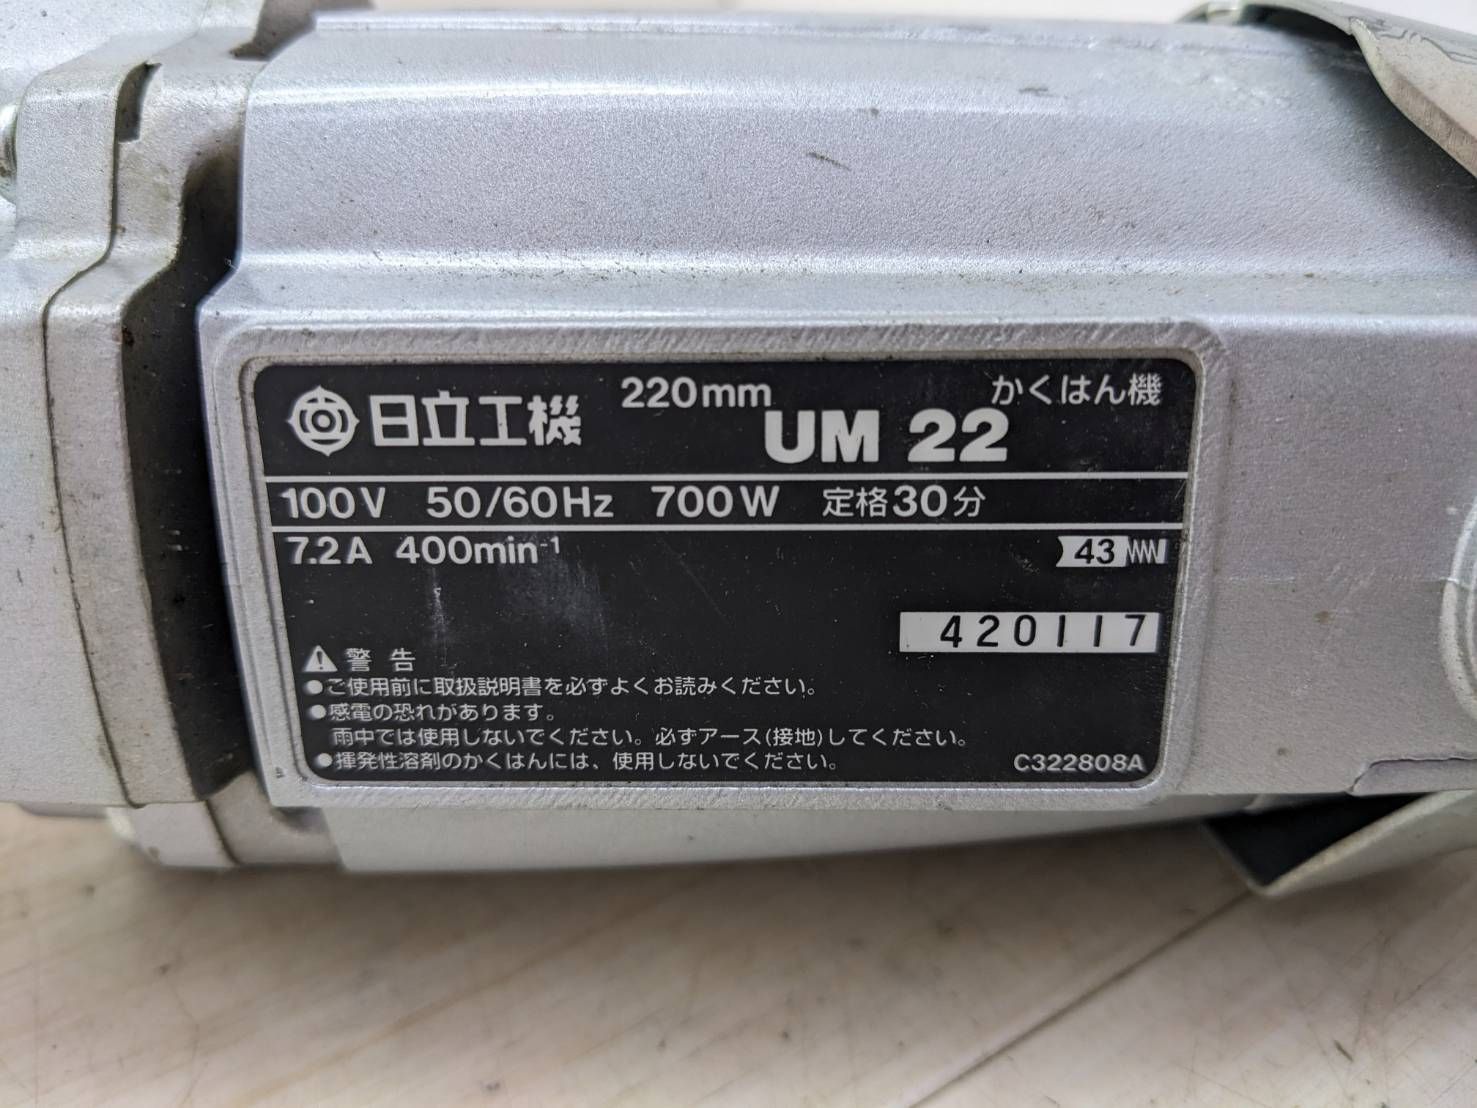 日立工機 220mm UM 22 かくはん機
100V 50/60Hz 700W 定格30分
7.2A 400min⁻¹ 43
420117
警告
●ご使用前に取扱説明書を必ずよくお読みください。
●感電の恐れがあります。
雨中では使用しないでください。必ずアース(接地)してください。
●揮発性溶剤のかくはんには、使用しないでください。
C322808A